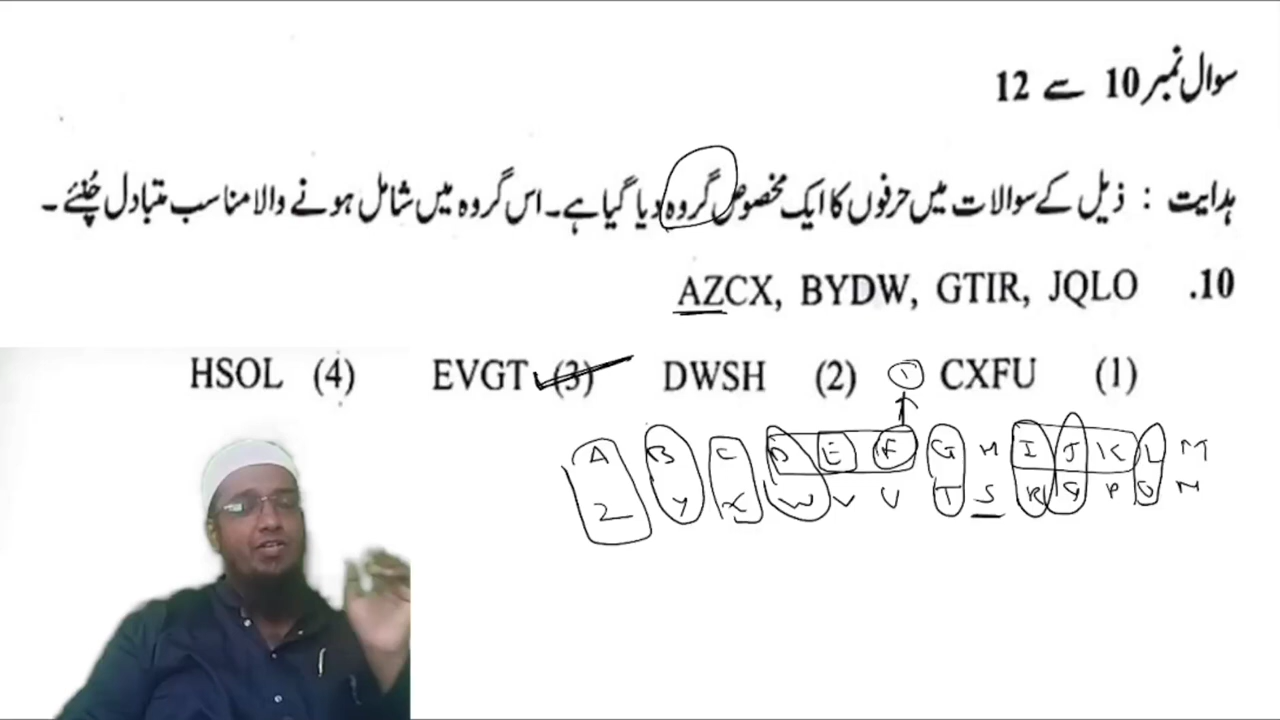 سوال نمبر 10 سے 12
ہدایت : ذیل کے سوالات میں حرفوں کا ایک مخصوص گروہ دیا گیا ہے۔ اس گروہ میں شامل ہونے والا مناسب متبادل چُنئے ۔
.10 AZCX, BYDW, GTIR, JQLO
(1) CXFU (2) DWSH (3) EVGT (4) HSOL
A B C D E F G H I J K L M
Z Y X W V U T S R Q P O N